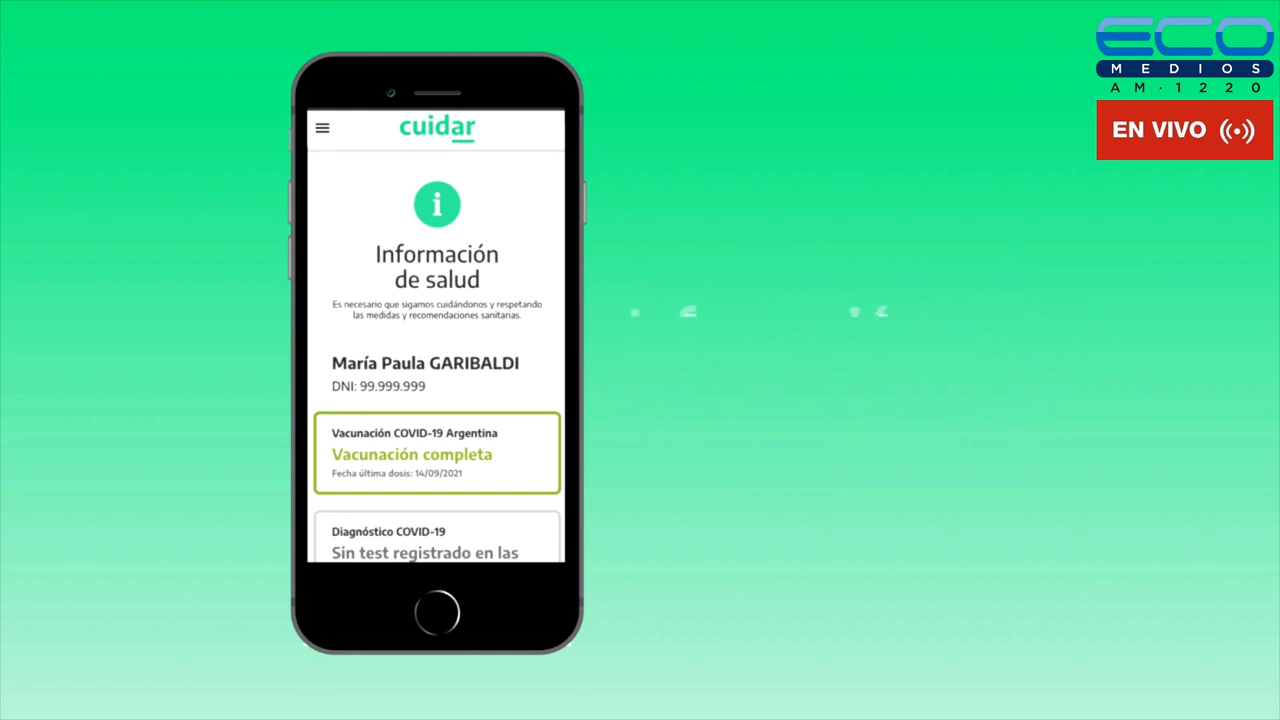 ECO
MEDIOS
AM·1220
EN VIVO
cuidar
i
Información
de salud
Es necesario que sigamos cuidándonos y respetando
las medidas y recomendaciones sanitarias.
María Paula GARIBALDI
DNI: 99.999.999
Vacunación COVID-19 Argentina
Vacunación completa
Fecha última dosis: 14/09/2021
Diagnóstico COVID-19
Sin test registrado en las